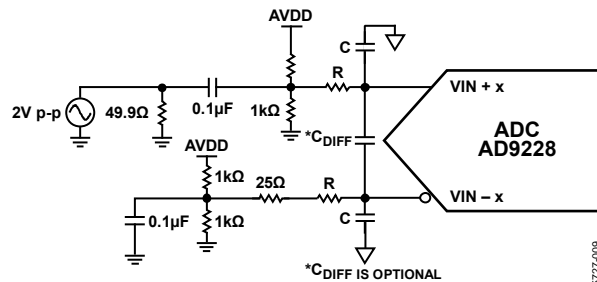 AVDD
C
R
VIN + x
2V p-p
49.9Ω
0.1µF
1kΩ
*CDIFF
ADC
AD9228
AVDD
1kΩ
25Ω
R
VIN – x
0.1µF
1kΩ
C
*CDIFF IS OPTIONAL